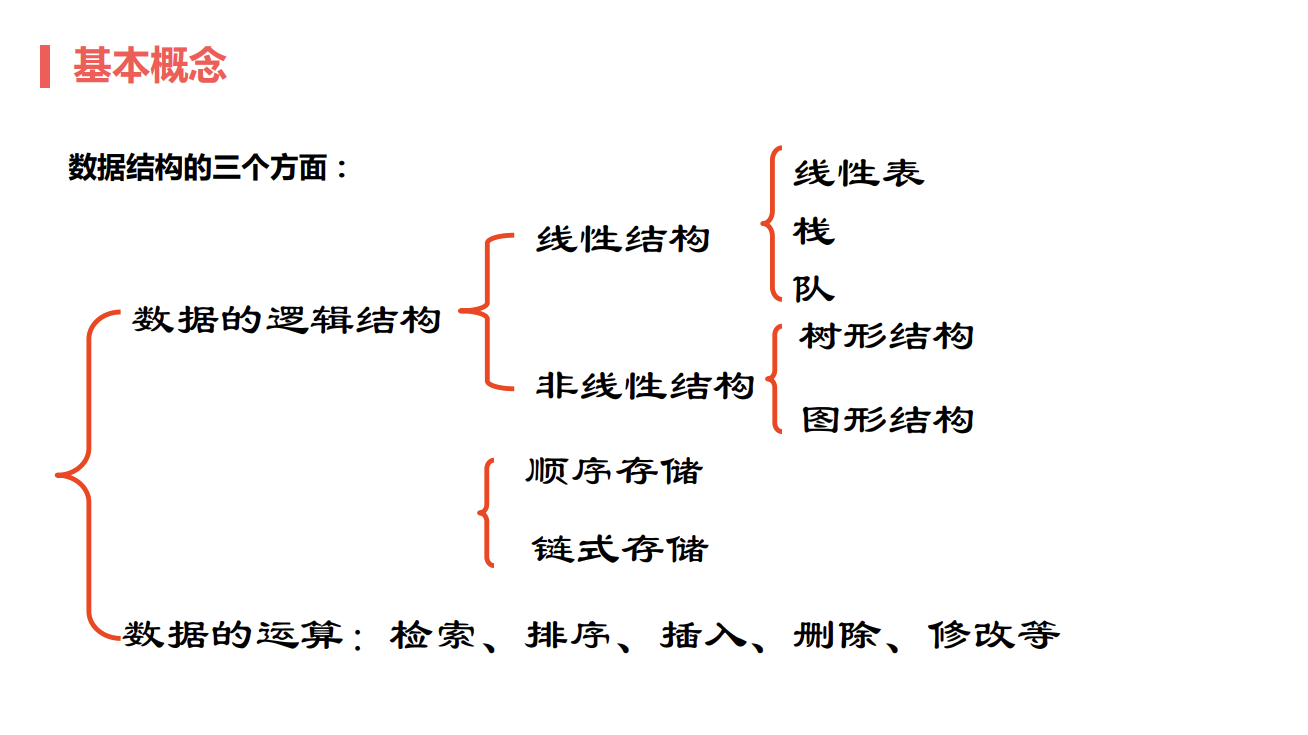 基本概念
数据结构的三个方面：
线性表
栈
队
线性结构
数据的逻辑结构
非线性结构
树形结构
图形结构
顺序存储
链式存储
数据的运算：检索、排序、插入、删除、修改等